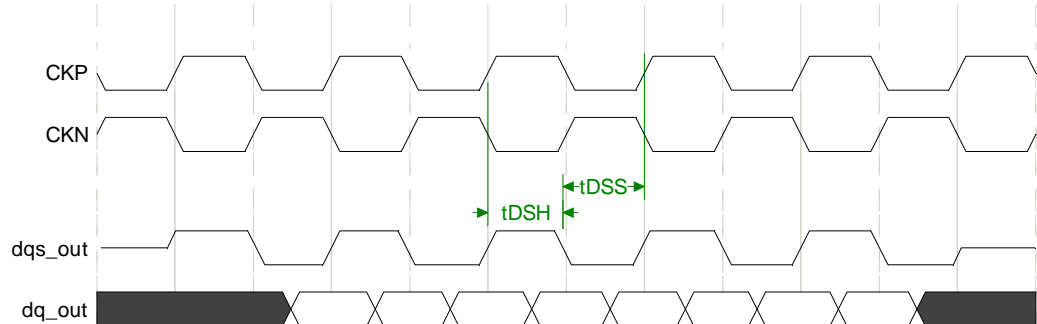 CKP
CKN
tDSS
tDSH
dqs_out
dq_out